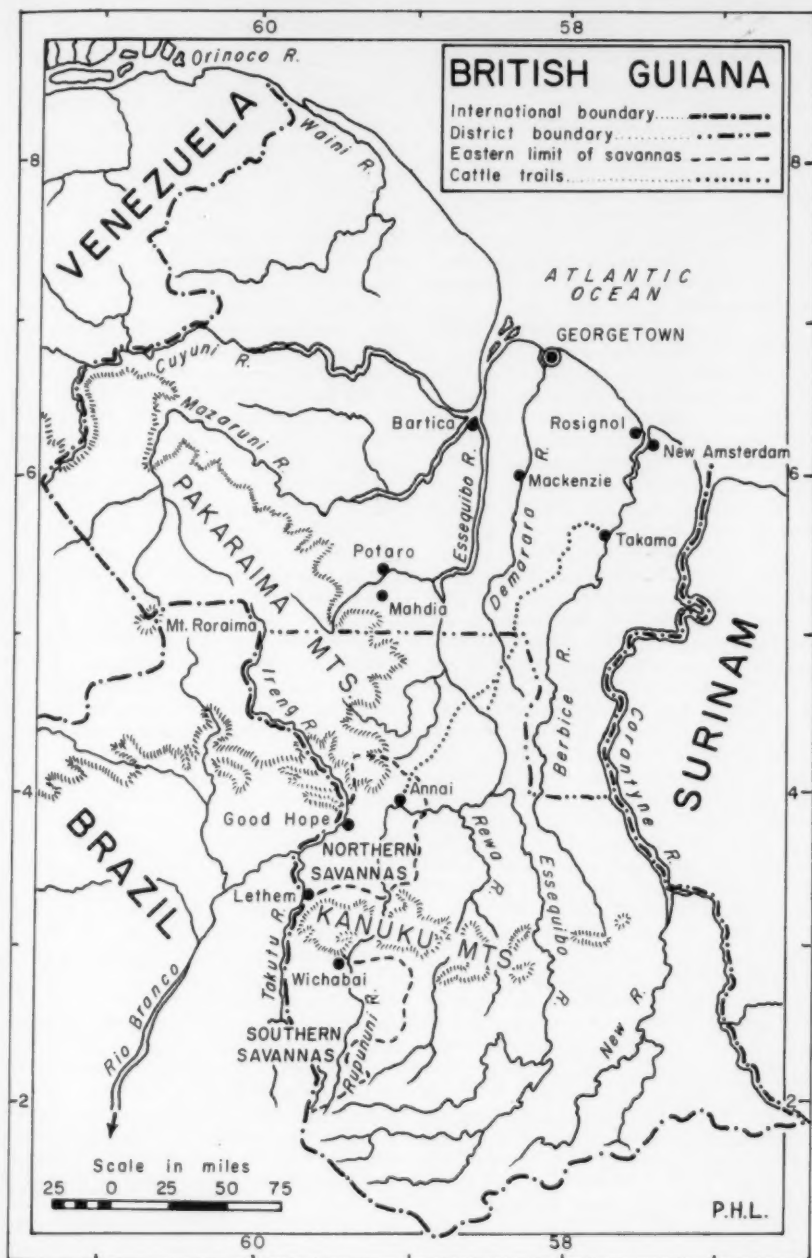 60
58
Orinoco R.
BRITISH GUIANA
International boundary
District boundary
Eastern limit of savannas
Cattle trails
VENEZUELA
Waini R.
8
8
ATLANTIC
OCEAN
GEORGETOWN
Cuyuni R.
Mazaruni R.
Bartica
Rosignol
New Amsterdam
6
6
Mackenzie
Essequibo R.
Demarara R.
PAKARAIMA
MTS.
Potaro
Takama
Mahdia
Mt. Roraima
Ireng R.
Berbice R.
Corantyne R.
SURINAM
4
4
Annai
Good Hope
BRAZIL
NORTHERN
SAVANNAS
Rewa R.
Essequibo R.
Lethem
KANUKU MTS
Takutu R.
Wichabai
Rio Branco
SOUTHERN
SAVANNAS
Rupununi R.
New R.
2
2
Scale in miles
25 0 25 50 75
P.H.L.
60
58